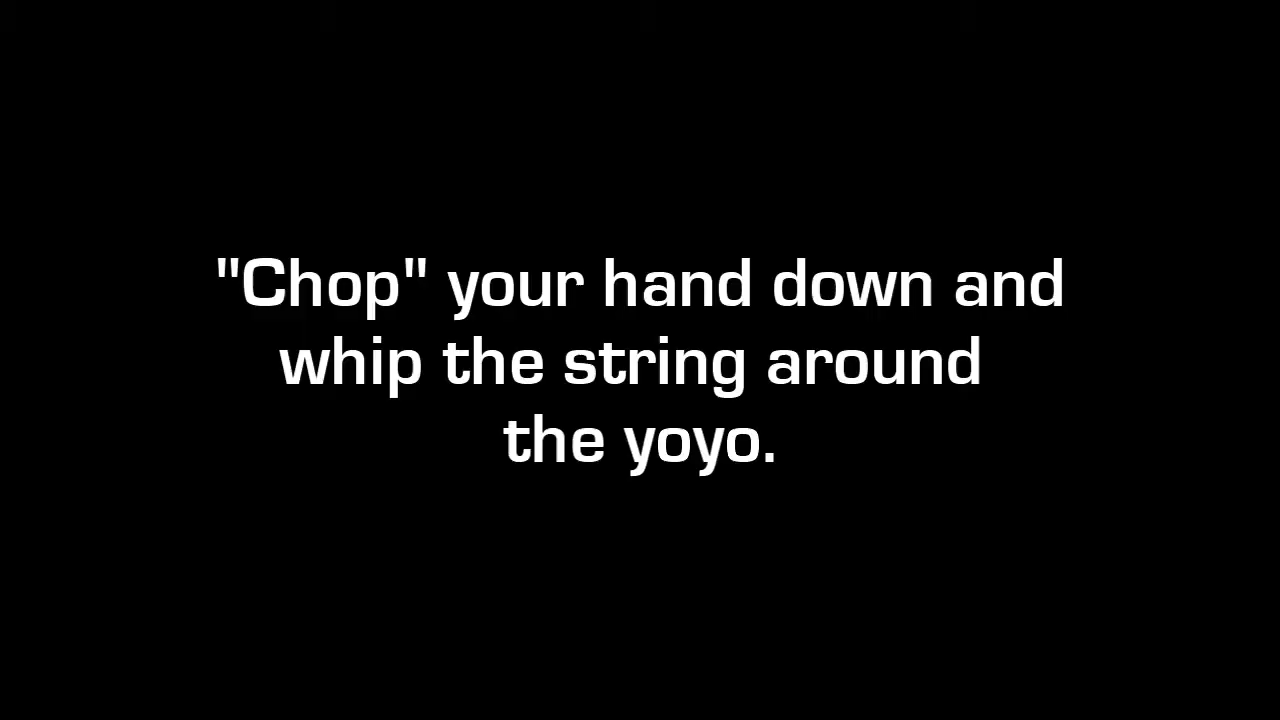 "Chop" your hand down and
whip the string around
the yoyo.